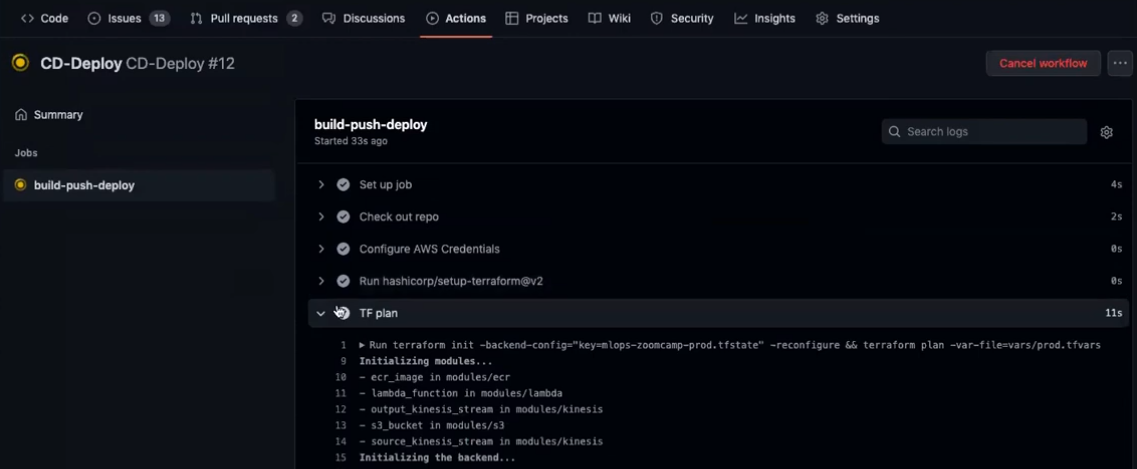 Code Issues 13 Pull requests 2 Discussions Actions Projects Wiki Security Insights Settings
CD-Deploy CD-Deploy #12
Cancel workflow
Summary
Jobs
build-push-deploy
build-push-deploy
Started 33s ago
Search logs
Set up job 4s
Check out repo 2s
Configure AWS Credentials 0s
Run hashicorp/setup-terraform@v2 0s
TF plan 11s
1 Run terraform init -backend-config="key=mlops-zoomcamp-prod.tfstate" -reconfigure && terraform plan -var-file=vars/prod.tfvars
9 Initializing modules...
10 - ecr_image in modules/ecr
11 - lambda_function in modules/lambda
12 - output_kinesis_stream in modules/kinesis
13 - s3_bucket in modules/s3
14 - source_kinesis_stream in modules/kinesis
15 Initializing the backend...